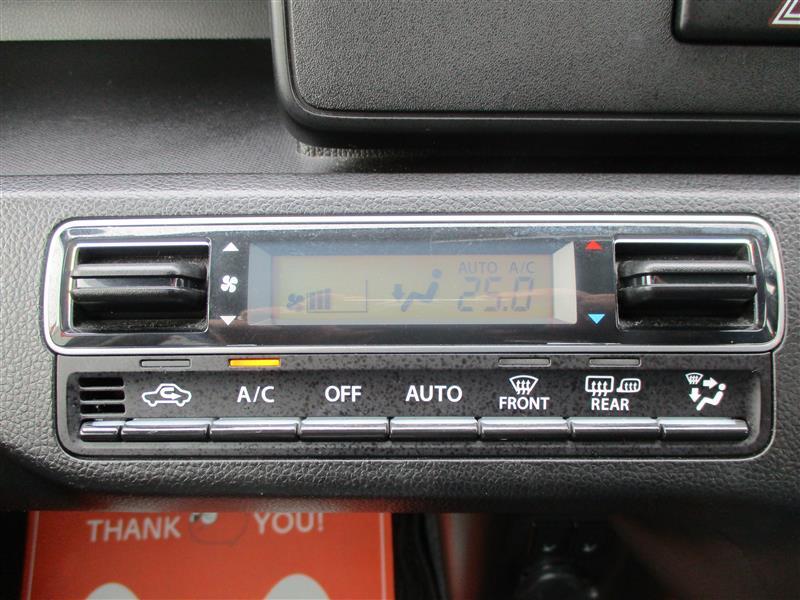 AUTO A/C
25.0
A/C OFF AUTO FRONT REAR
THANK YOU!